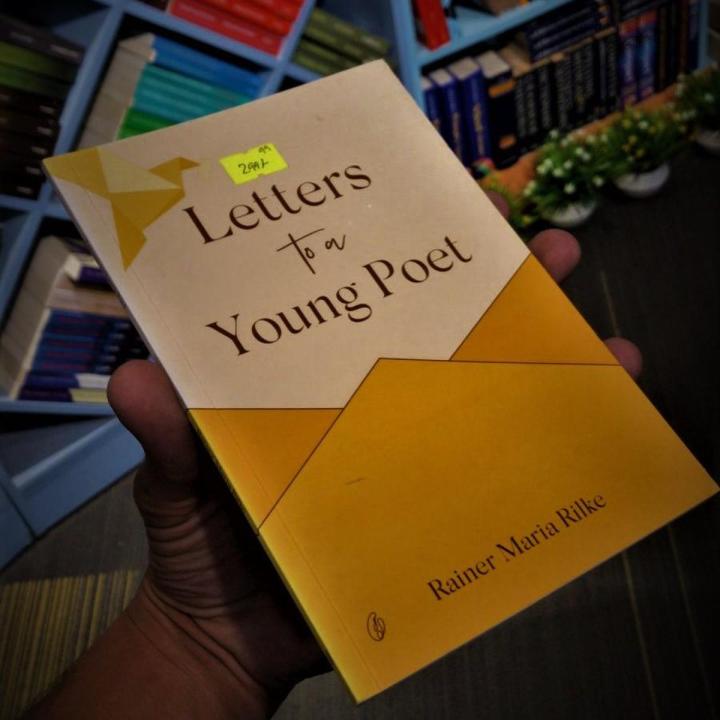 Letters
to a
Young Poet
Rainer Maria Rilke